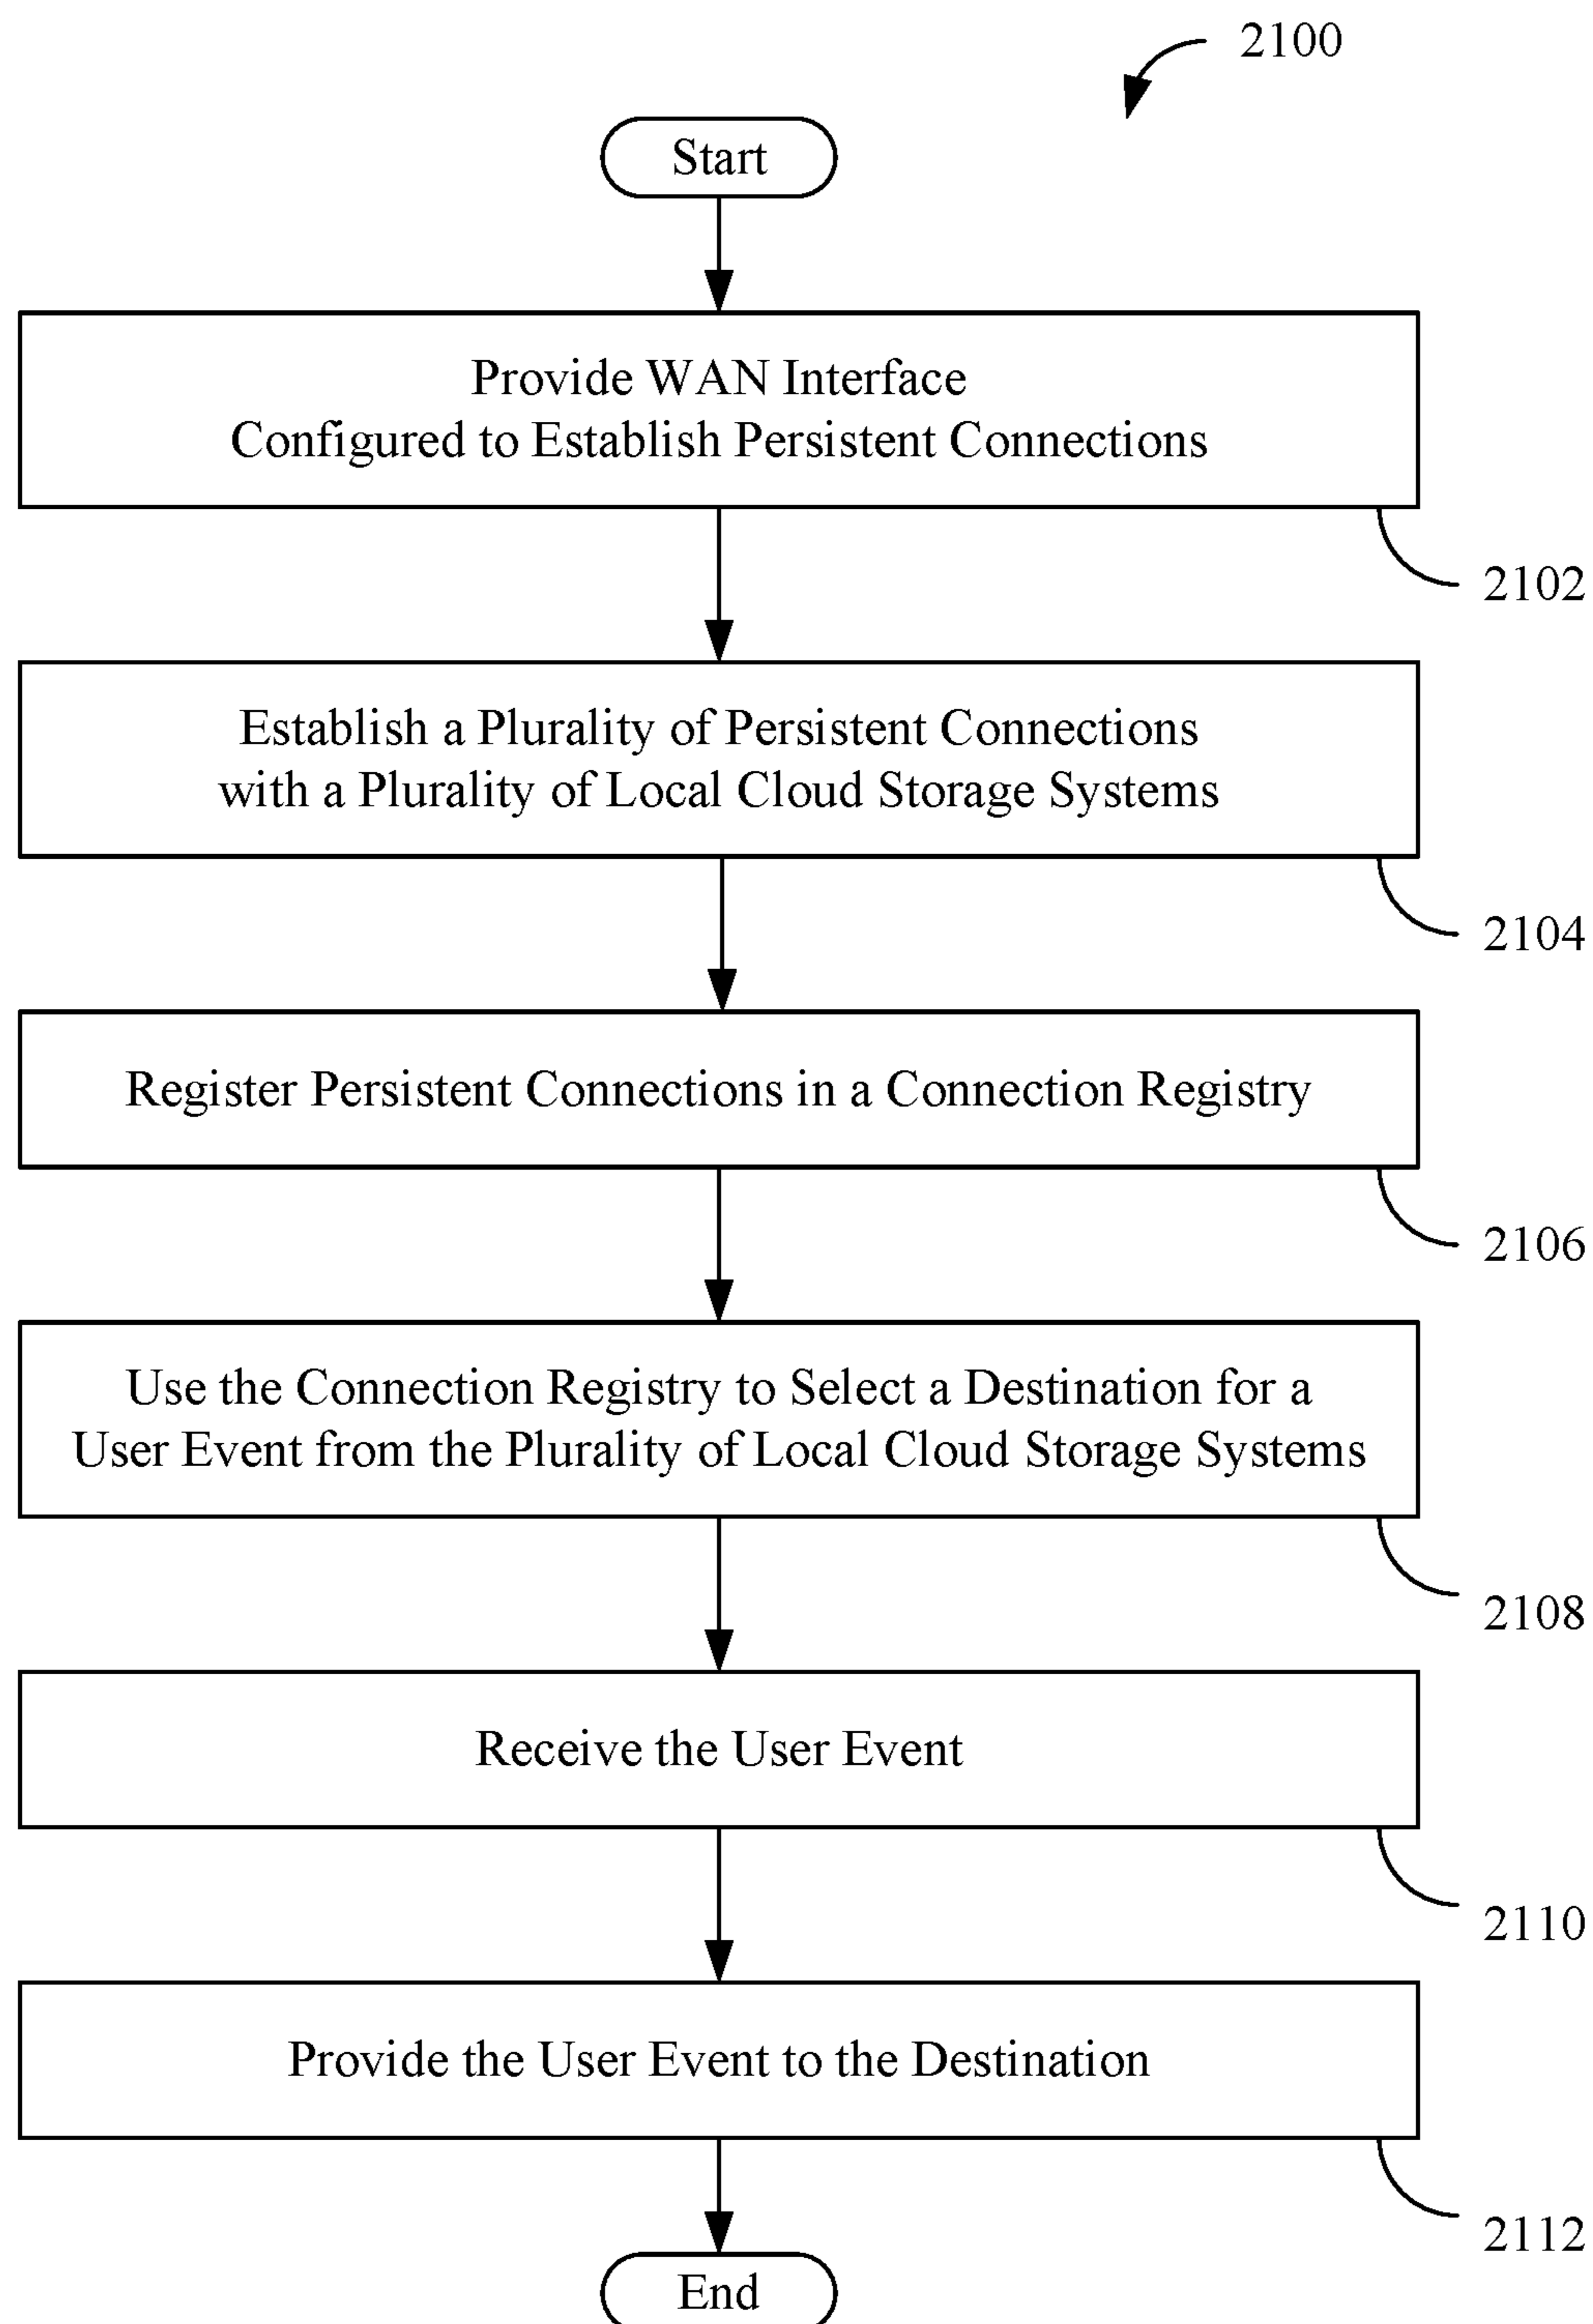 2100
Start
Provide WAN Interface
Configured to Establish Persistent Connections
2102
Establish a Plurality of Persistent Connections
with a Plurality of Local Cloud Storage Systems
2104
Register Persistent Connections in a Connection Registry
2106
Use the Connection Registry to Select a Destination for a
User Event from the Plurality of Local Cloud Storage Systems
2108
Receive the User Event
2110
Provide the User Event to the Destination
2112
End